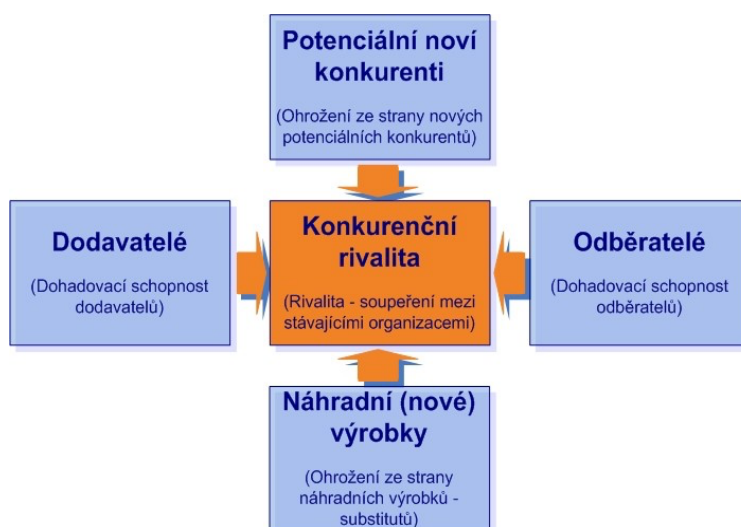 Potenciální noví
konkurenti
(Ohrožení ze strany nových
potenciálních konkurentů)
Dodavatelé
(Dohadovací schopnost
dodavatelů)
Konkurenční
rivalita
(Rivalita - soupeření mezi
stávajícími organizacemi)
Odběratelé
(Dohadovací schopnost
odběratelů)
Náhradní (nové)
výrobky
(Ohrožení ze strany
náhradních výrobků -
substitutů)